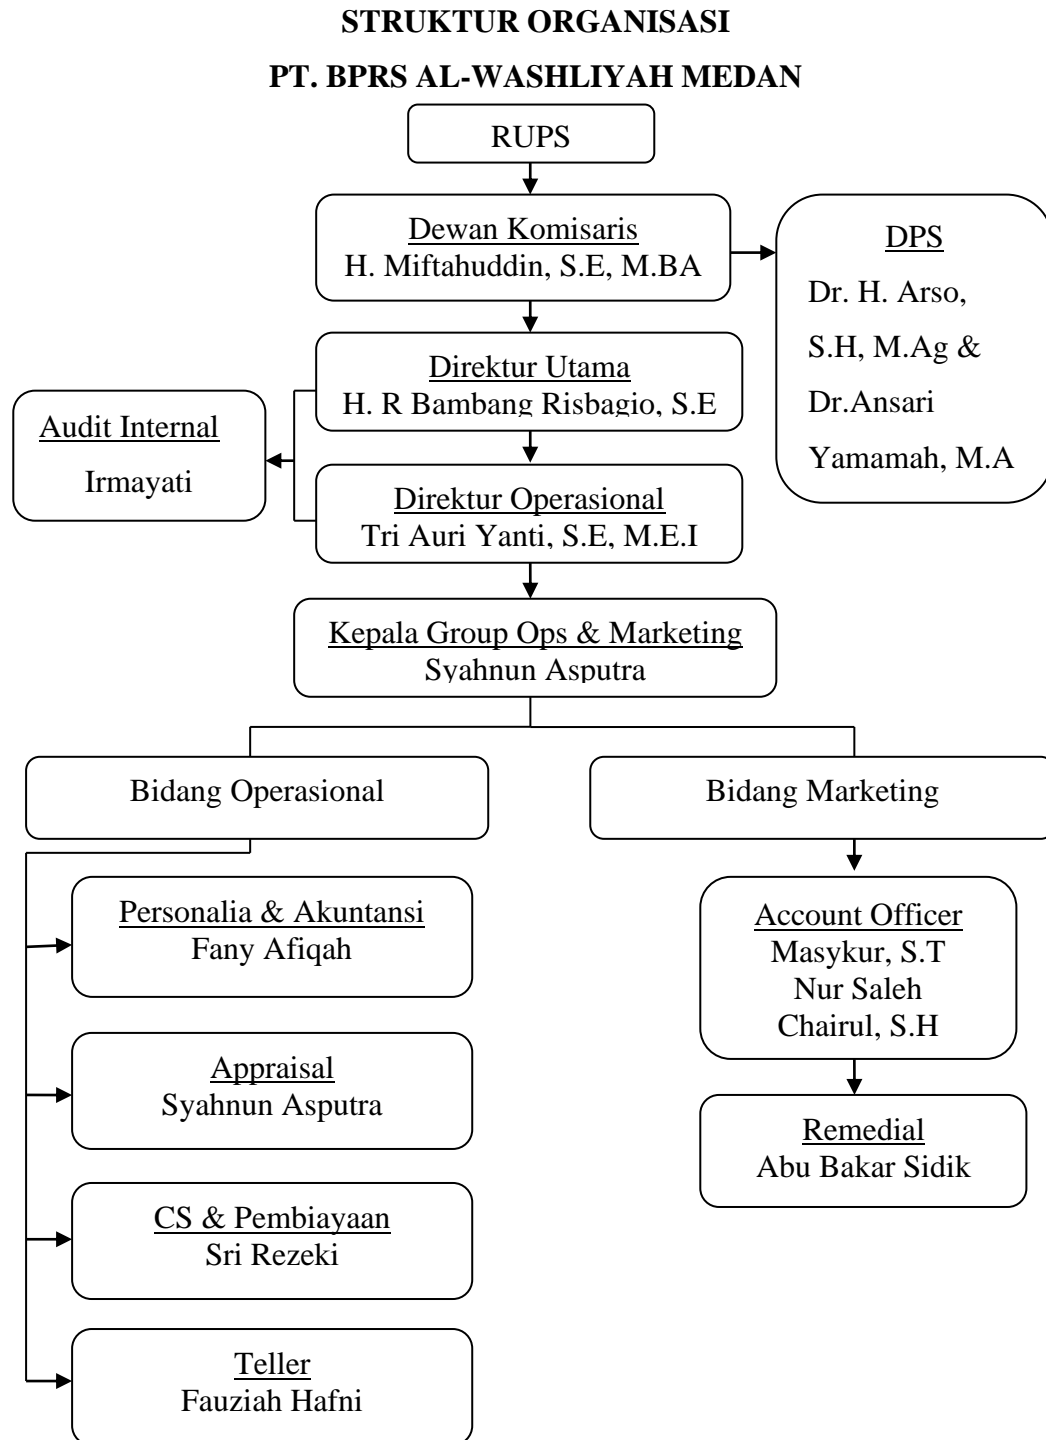 STRUKTUR ORGANISASI
PT. BPRS AL-WASHLIYAH MEDAN
RUPS
Dewan Komisaris
H. Miftahuddin, S.E, M.BA
DPS
Dr. H. Arso,
S.H, M.Ag &
Dr.Ansari
Yamamah, M.A
Direktur Utama
H. R Bambang Risbagio, S.E
Audit Internal
Irmayati
Direktur Operasional
Tri Auri Yanti, S.E, M.E.I
Kepala Group Ops & Marketing
Syahnun Asputra
Bidang Operasional
Bidang Marketing
Personalia & Akuntansi
Fany Afiqah
Appraisal
Syahnun Asputra
CS & Pembiayaan
Sri Rezeki
Teller
Fauziah Hafni
Account Officer
Masykur, S.T
Nur Saleh
Chairul, S.H
Remedial
Abu Bakar Sidik